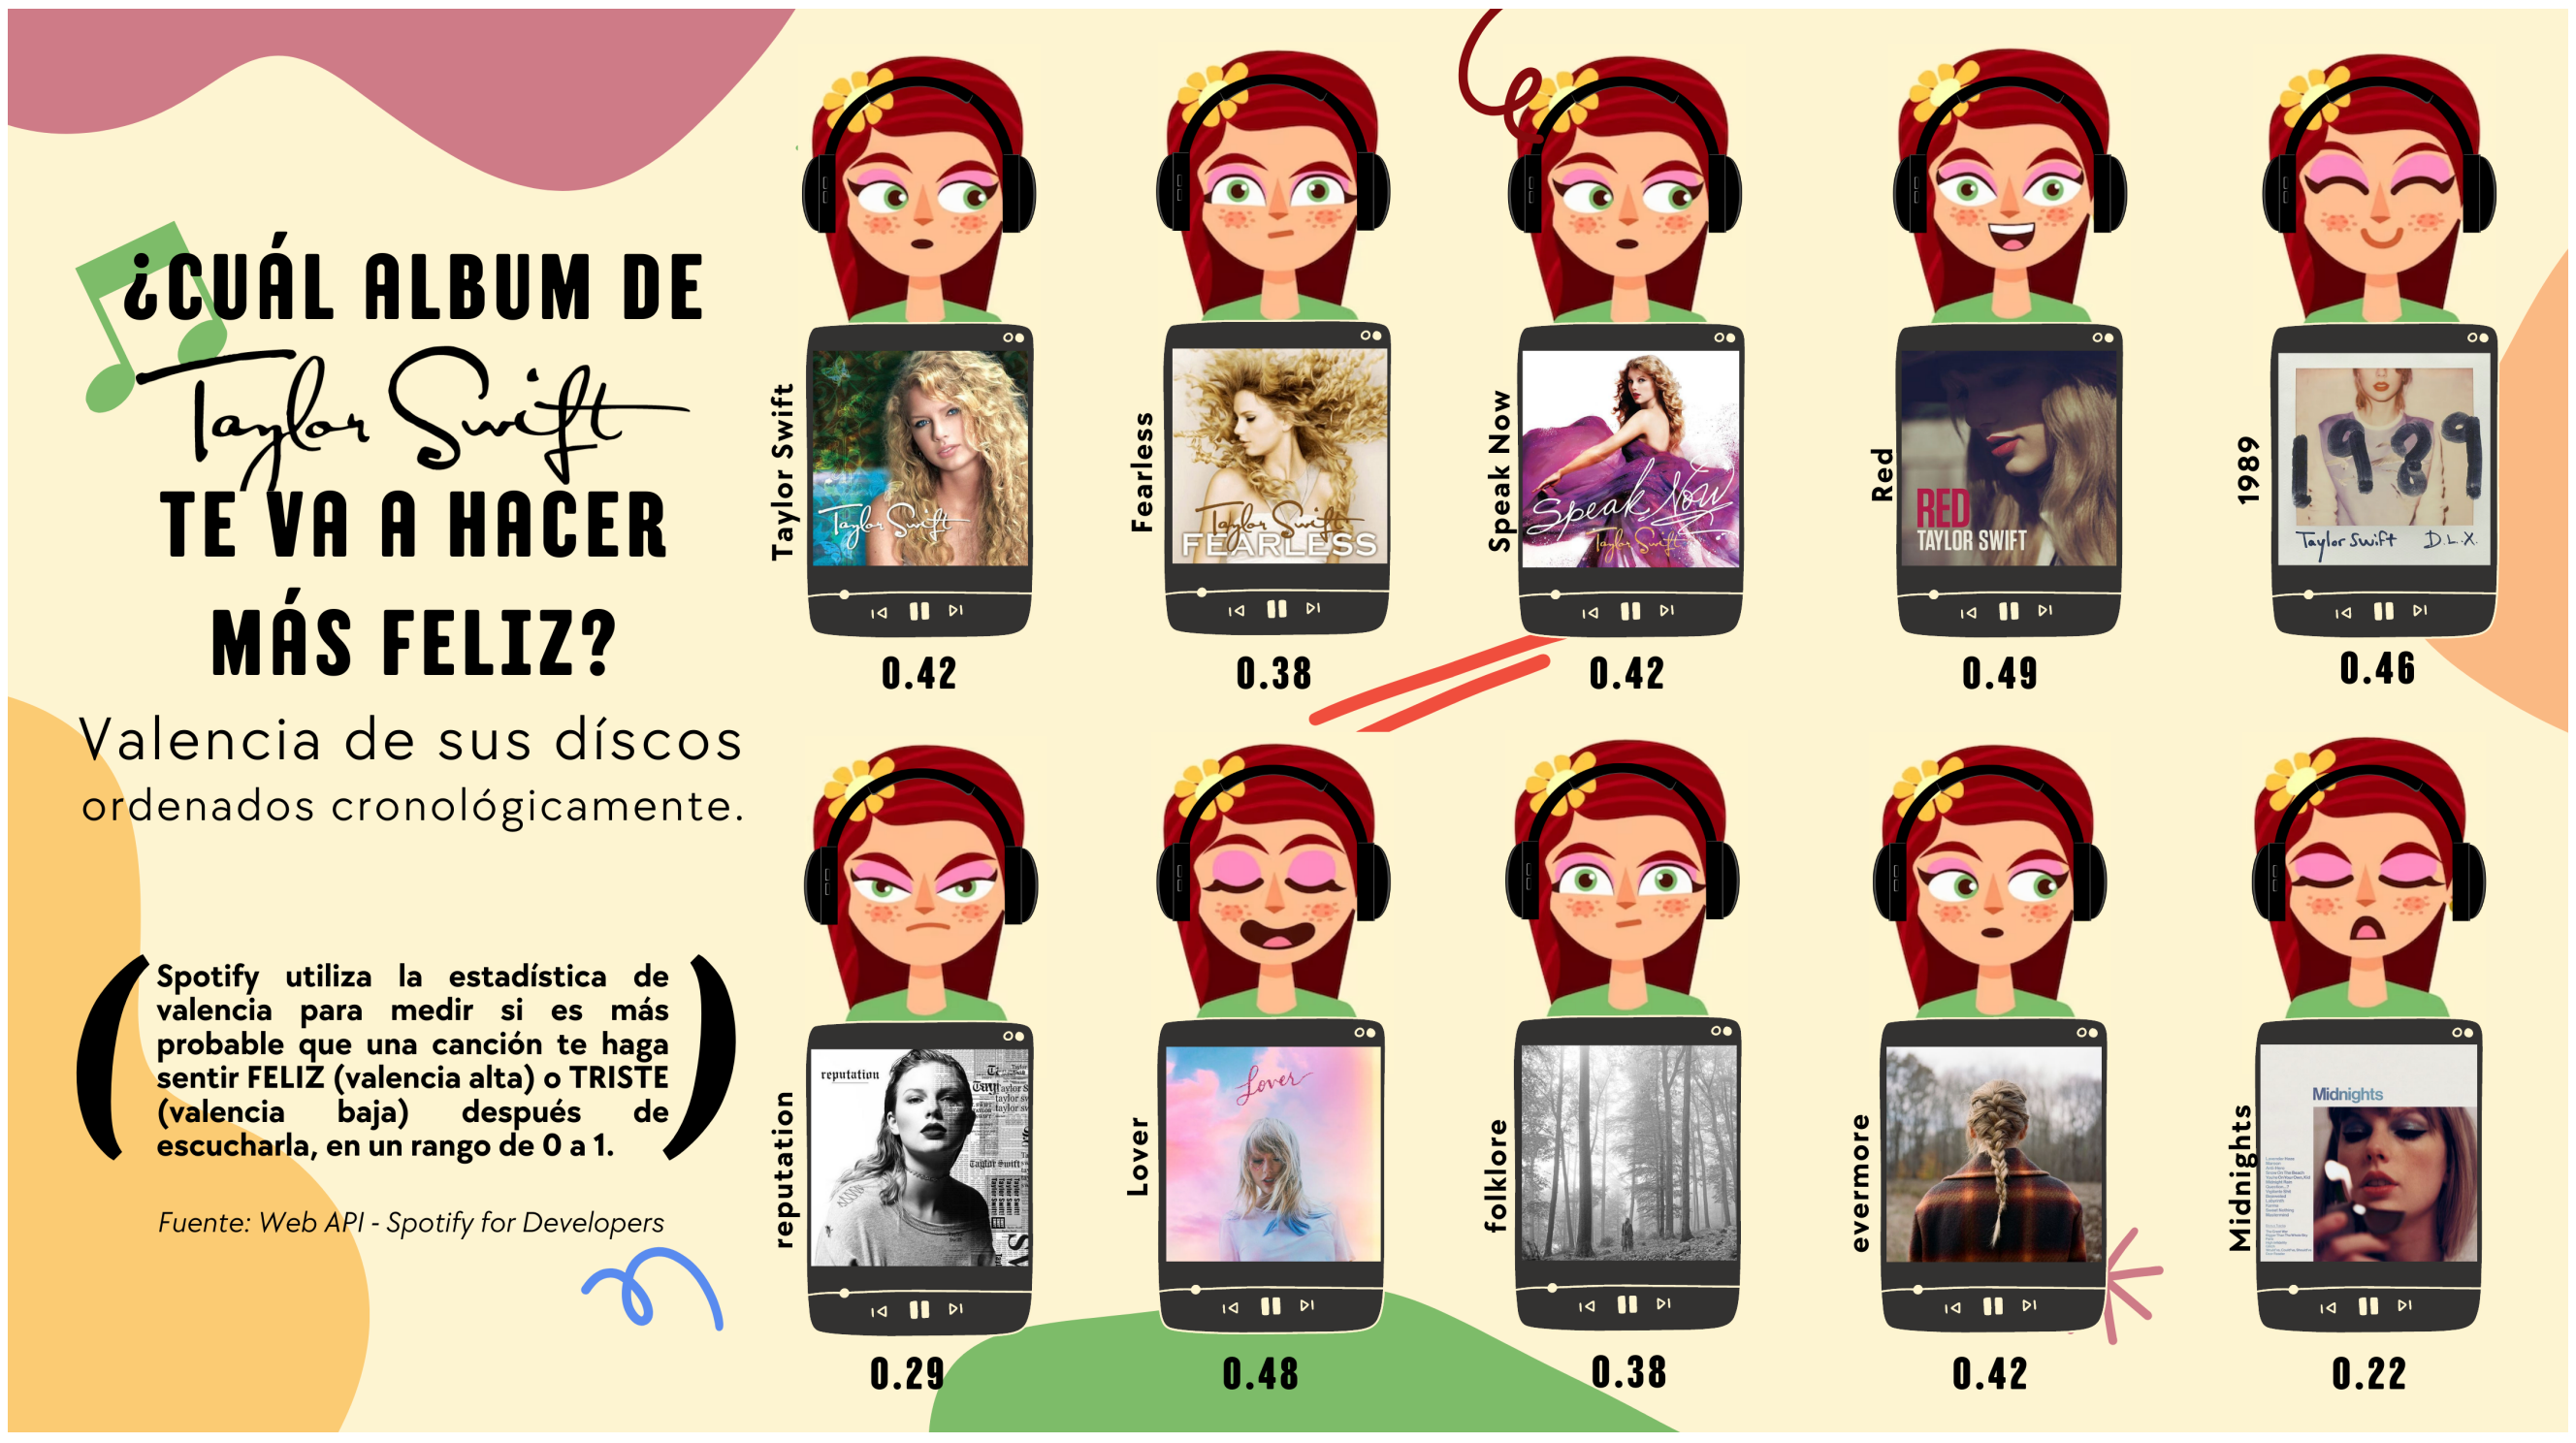 ¿CUÁL ALBUM DE
Taylor Swift
TE VA A HACER
MÁS FELIZ?
Valencia de sus díscos
ordenados cronológicamente.
Spotify utiliza la estadística de
valencia para medir si es más
probable que una canción te haga
sentir FELIZ (valencia alta) o TRISTE
(valencia baja) después de
escucharla, en un rango de 0 a 1.
Fuente: Web API - Spotify for Developers
Taylor Swift
Taylor Swift
0.42
Fearless
Taylor Swift
FEARLESS
0.38
Speak Now
Speak Now
Taylor Swift
0.42
Red
RED
TAYLOR SWIFT
0.49
1989
1989
Taylor Swift D.L.X.
0.46
reputation
reputation
Taylor Swift
0.29
Lover
Lover
0.48
folklore
0.38
evermore
0.42
Midnights
Midnights
0.22